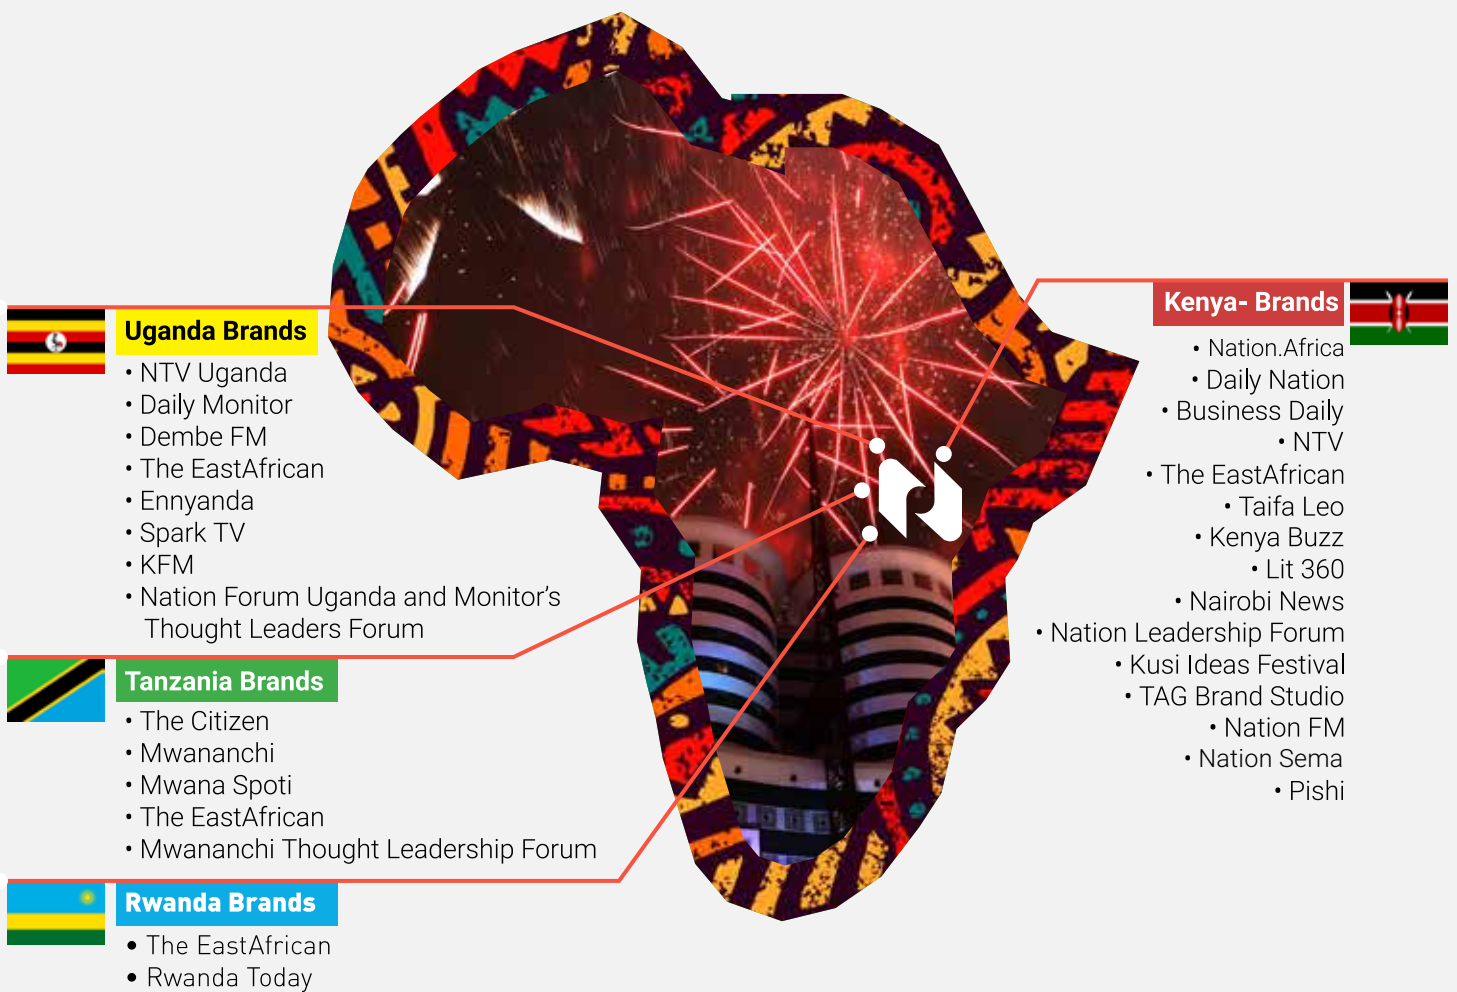 Uganda Brands
• NTV Uganda
• Daily Monitor
• Dembe FM
• The EastAfrican
• Ennyanda
• Spark TV
• KFM
• Nation Forum Uganda and Monitor’s
Thought Leaders Forum
Tanzania Brands
• The Citizen
• Mwananchi
• Mwana Spoti
• The EastAfrican
• Mwananchi Thought Leadership Forum
Rwanda Brands
• The EastAfrican
• Rwanda Today
Kenya- Brands
• Nation.Africa
• Daily Nation
• Business Daily
• NTV
• The EastAfrican
• Taifa Leo
• Kenya Buzz
• Lit 360
• Nairobi News
• Nation Leadership Forum
• Kusi Ideas Festival
• TAG Brand Studio
• Nation FM
• Nation Sema
• Pishi